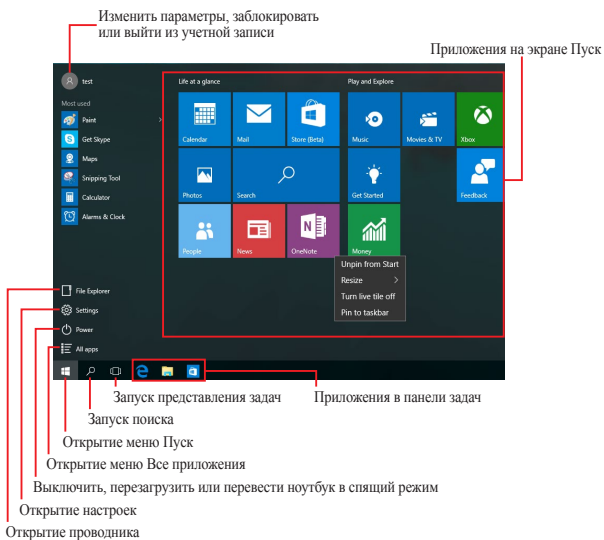 Изменить параметры, заблокировать
или выйти из учетной записи
Приложения на экране Пуск
test
Life at a glance
Play and Explore
Most used
Paint
Get Skype
Maps
Snipping Tool
Calculator
Alarms & Clock
Calendar
Mail
Store (Beta)
Music
Movies & TV
Xbox
Photos
Search
Get Started
Feedback
People
News
OneNote
Money
Unpin from Start
Resize
Turn live tile off
Pin to taskbar
File Explorer
Settings
Power
All apps
Запуск представления задач
Приложения в панели задач
Запуск поиска
Открытие меню Пуск
Открытие меню Все приложения
Выключить, перезагрузить или перевести ноутбук в спящий режим
Открытие настроек
Открытие проводника